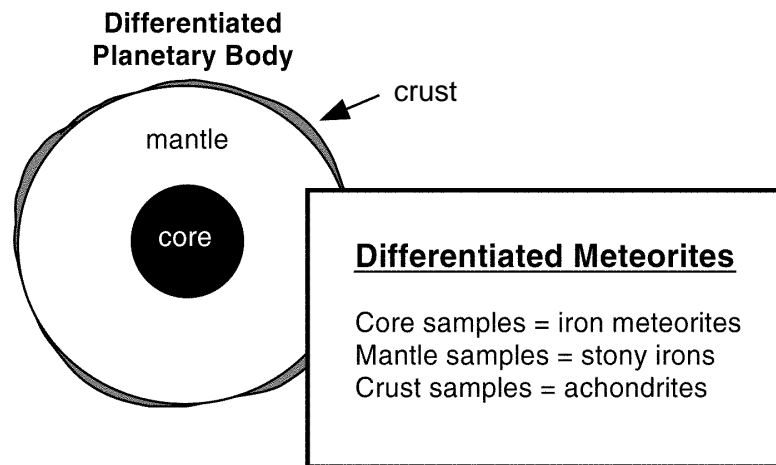 Differentiated
Planetary Body
crust
mantle
core
Differentiated Meteorites
Core samples = iron meteorites
Mantle samples = stony irons
Crust samples = achondrites